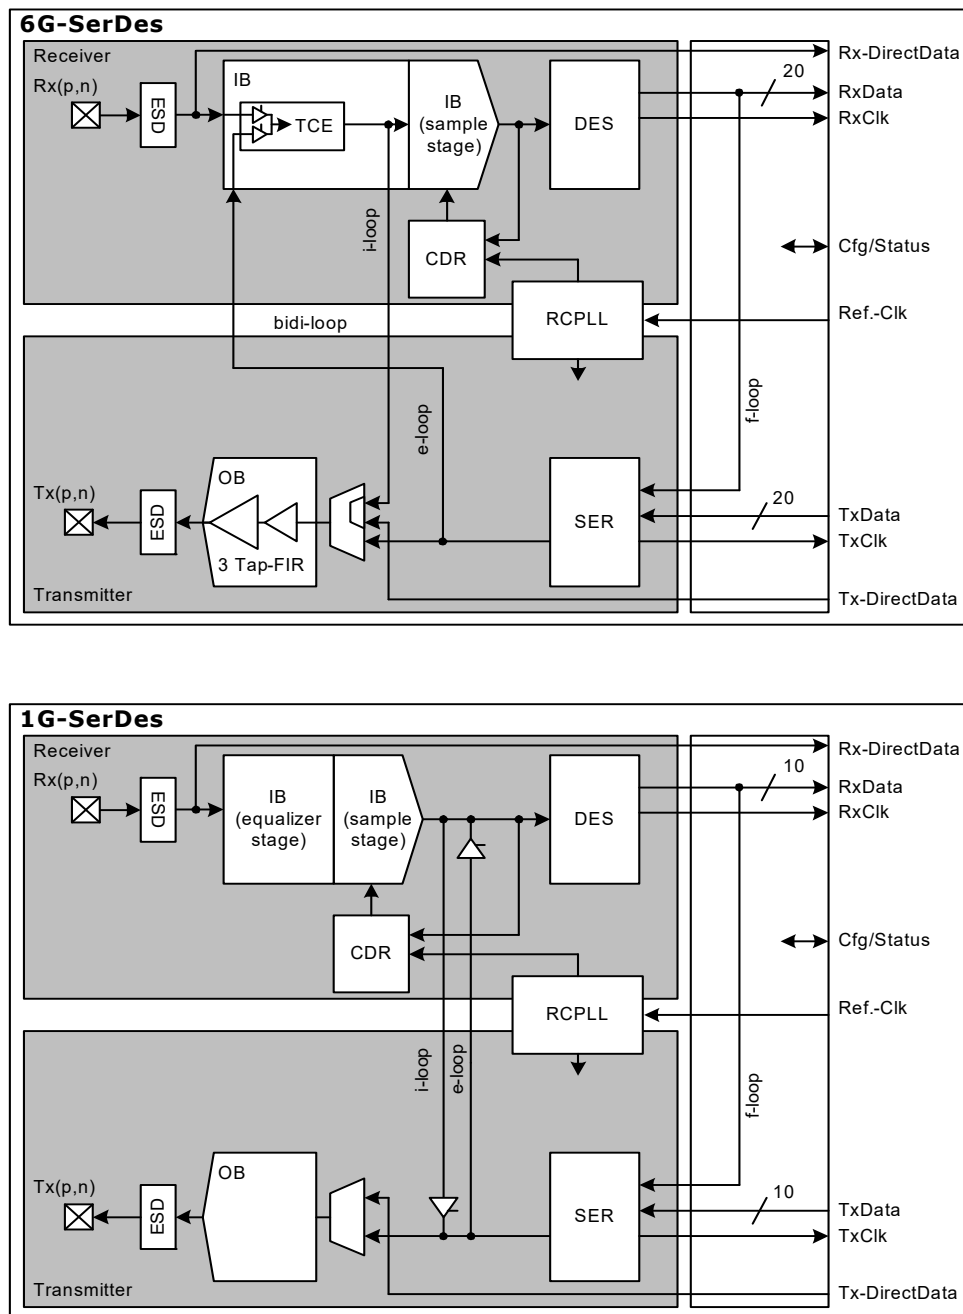 6G-SerDes
Receiver
Rx-DirectData
Rx(p,n)
20
IB
RxData
ESD
IB
(sample
stage)
TCE
DES
RxClk
i-loop
CDR
Cfg/Status
RCPLL
Ref.-Clk
bidi-loop
e-loop
f-loop
OB
Tx(p,n)
ESD
SER
20
TxData
TxClk
3 Tap-FIR
Transmitter
Tx-DirectData
1G-SerDes
Receiver
Rx-DirectData
Rx(p,n)
10
RxData
ESD
IB
(equalizer
stage)
IB
(sample
stage)
DES
RxClk
CDR
Cfg/Status
RCPLL
Ref.-Clk
i-loop
e-loop
f-loop
OB
Tx(p,n)
ESD
SER
10
TxData
TxClk
Transmitter
Tx-DirectData